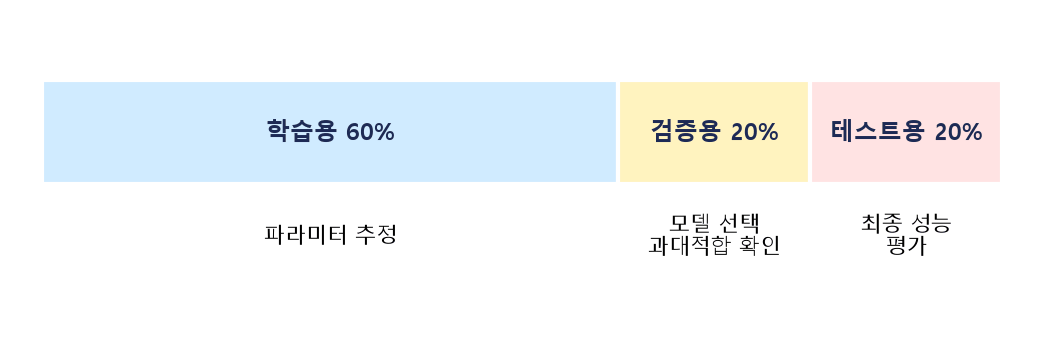 학습용 60%
검증용 20%
테스트용 20%
파라미터 추정
모델 선택
과대적합 확인
최종 성능
평가